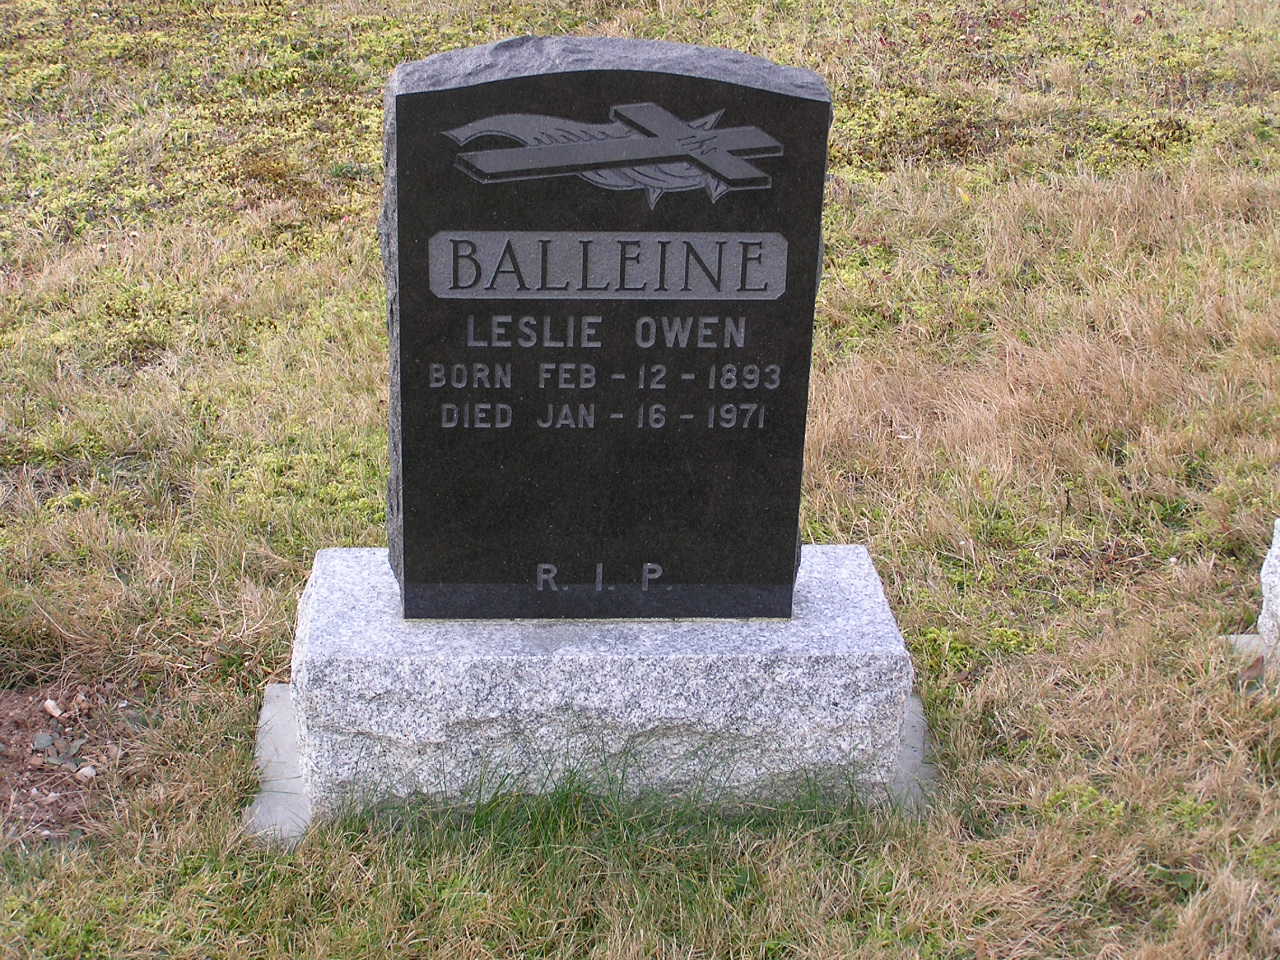 BALLEINE
LESLIE OWEN
BORN FEB - 12 - 1893
DIED JAN - 16 - 1971
R. I. P.